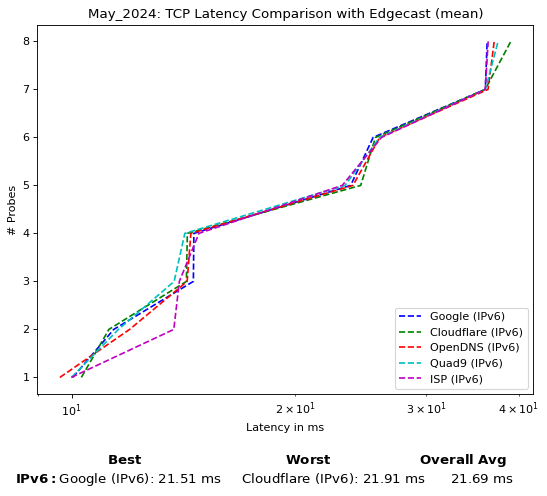 May_2024: TCP Latency Comparison with Edgecast (mean)
8
7
6
5
4
3
2
1
# Probes
Google (IPv6)
Cloudflare (IPv6)
OpenDNS (IPv6)
Quad9 (IPv6)
ISP (IPv6)
10¹ 2 × 10¹ 3 × 10¹ 4 × 10¹
Latency in ms
Best Worst Overall Avg
IPv6: Google (IPv6): 21.51 ms Cloudflare (IPv6): 21.91 ms 21.69 ms